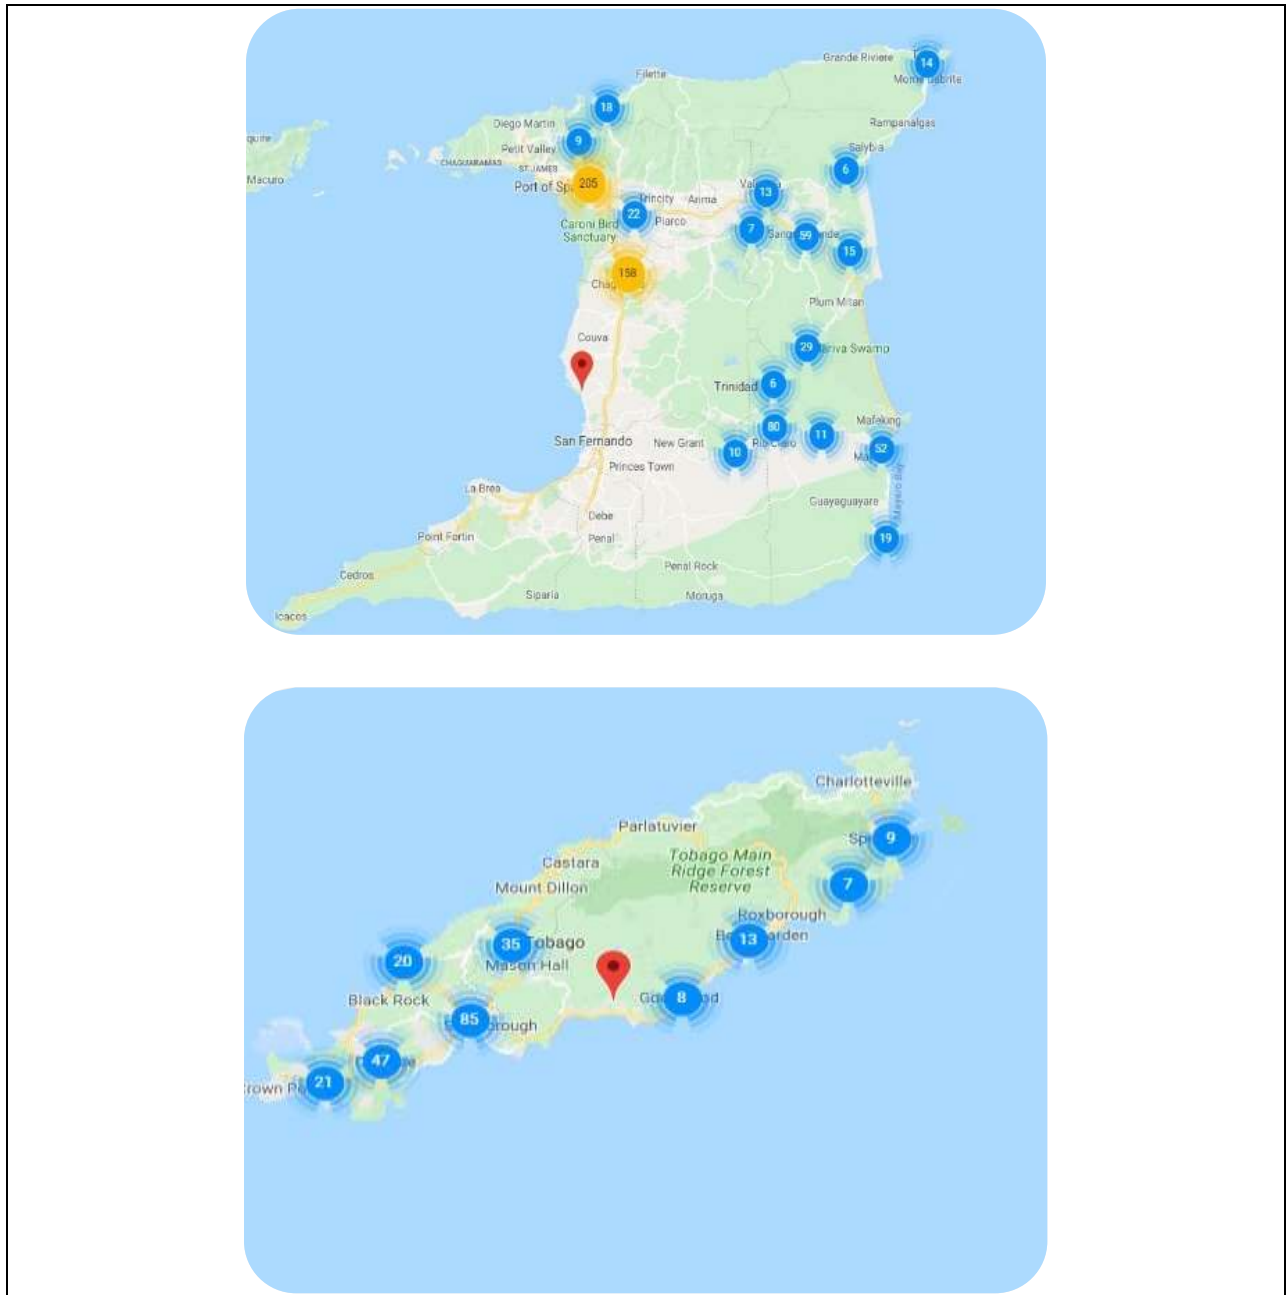 Grande Riviere
14
Filette
18
Rampanalgas
Diego Martin
9
Petit Valley
Salybia
CHAGUARAMAS
ST JAMES
6
Macuro
205
Port of Sp
13
Trincity
Arima
22
Piarco
Caroni Bird
Sanctuary
7
59
15
158
Plum Mitan
Couva
29
Trinidad
6
80
11
Mafeking
San Fernando
New Grant
10
52
Princes Town
La Brea
Guayaguayare
Mayaro Bay
Debe
Point Fortin
Penal
19
Cedros
Penal Rock
Siparia
Moruga
Icacos
Charlotteville
Parlatuvier
9
Castara
Tobago Main
Ridge Forest
Reserve
Mount Dillon
7
Roxborough
35
Tobago
13
20
Mason Hall
Black Rock
8
85
47
21